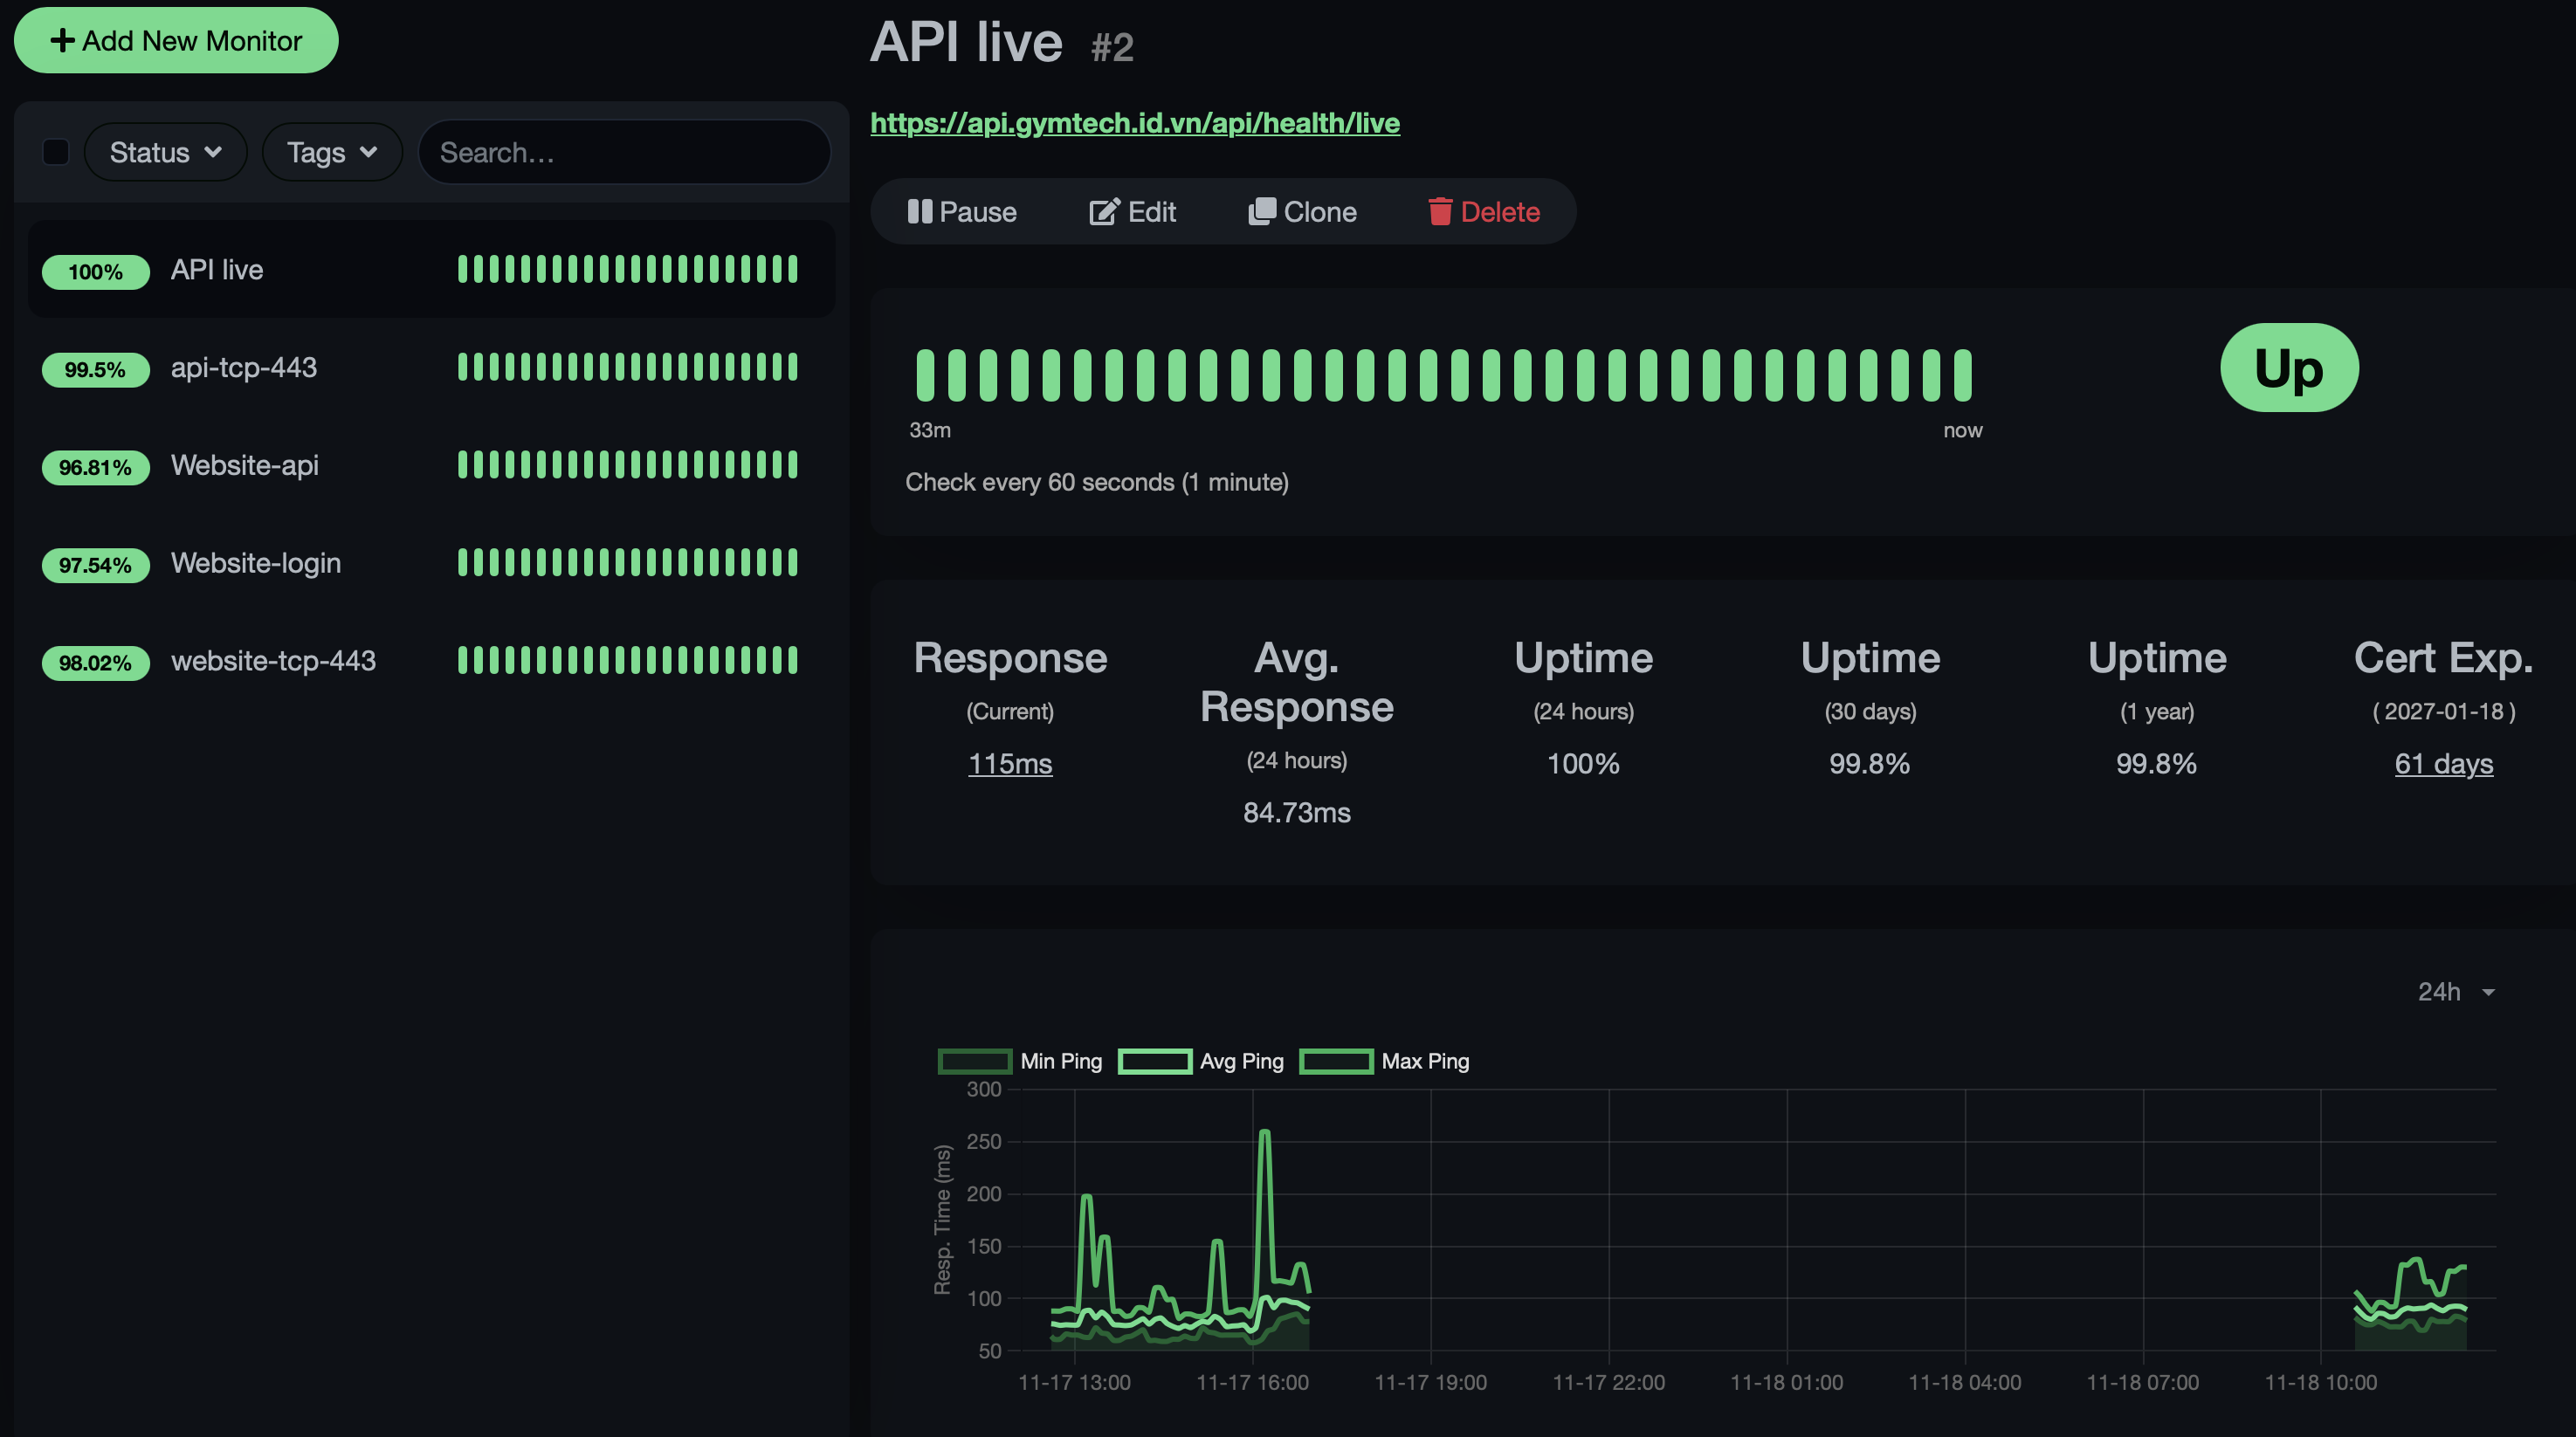 Add New Monitor
Status
Tags
Search...
100% API live
99.5% api-tcp-443
96.81% Website-api
97.54% Website-login
98.02% website-tcp-443
API live #2
https://api.gymtech.id.vn/api/health/live
Pause Edit Clone Delete
Up
33m now
Check every 60 seconds (1 minute)
Response
(Current)
115ms
Avg.
Response
(24 hours)
84.73ms
Uptime
(24 hours)
100%
Uptime
(30 days)
99.8%
Uptime
(1 year)
99.8%
Cert Exp.
( 2027-01-18 )
61 days
24h
Min Ping Avg Ping Max Ping
Resp. Time (ms)
300
250
200
150
100
50
11-17 13:00 11-17 16:00 11-17 19:00 11-17 22:00 11-18 01:00 11-18 04:00 11-18 07:00 11-18 10:00